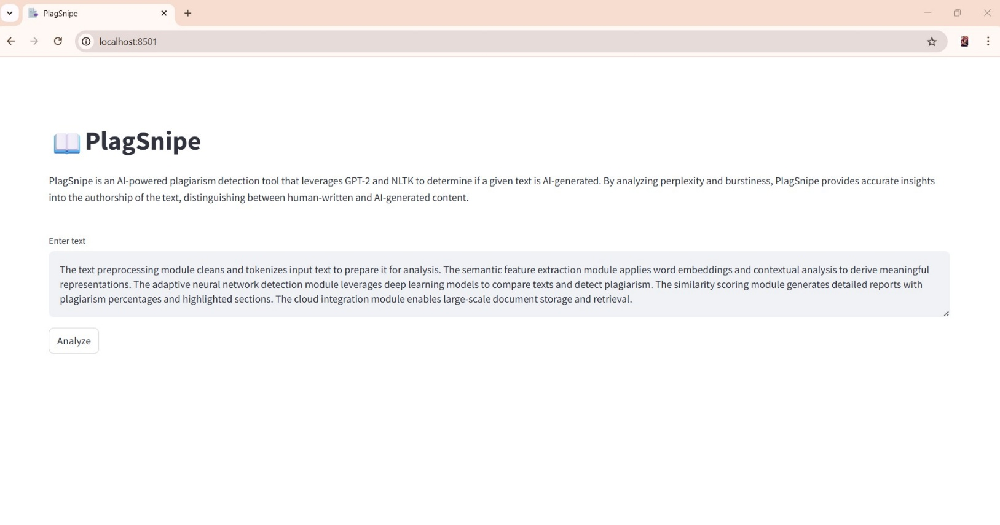 PlagSnipe
localhost:8501
PlagSnipe
PlagSnipe is an AI-powered plagiarism detection tool that leverages GPT-2 and NLTK to determine if a given text is AI-generated. By analyzing perplexity and burstiness, PlagSnipe provides accurate insights
into the authorship of the text, distinguishing between human-written and AI-generated content.
Enter text
The text preprocessing module cleans and tokenizes input text to prepare it for analysis. The semantic feature extraction module applies word embeddings and contextual analysis to derive meaningful
representations. The adaptive neural network detection module leverages deep learning models to compare texts and detect plagiarism. The similarity scoring module generates detailed reports with
plagiarism percentages and highlighted sections. The cloud integration module enables large-scale document storage and retrieval.
Analyze